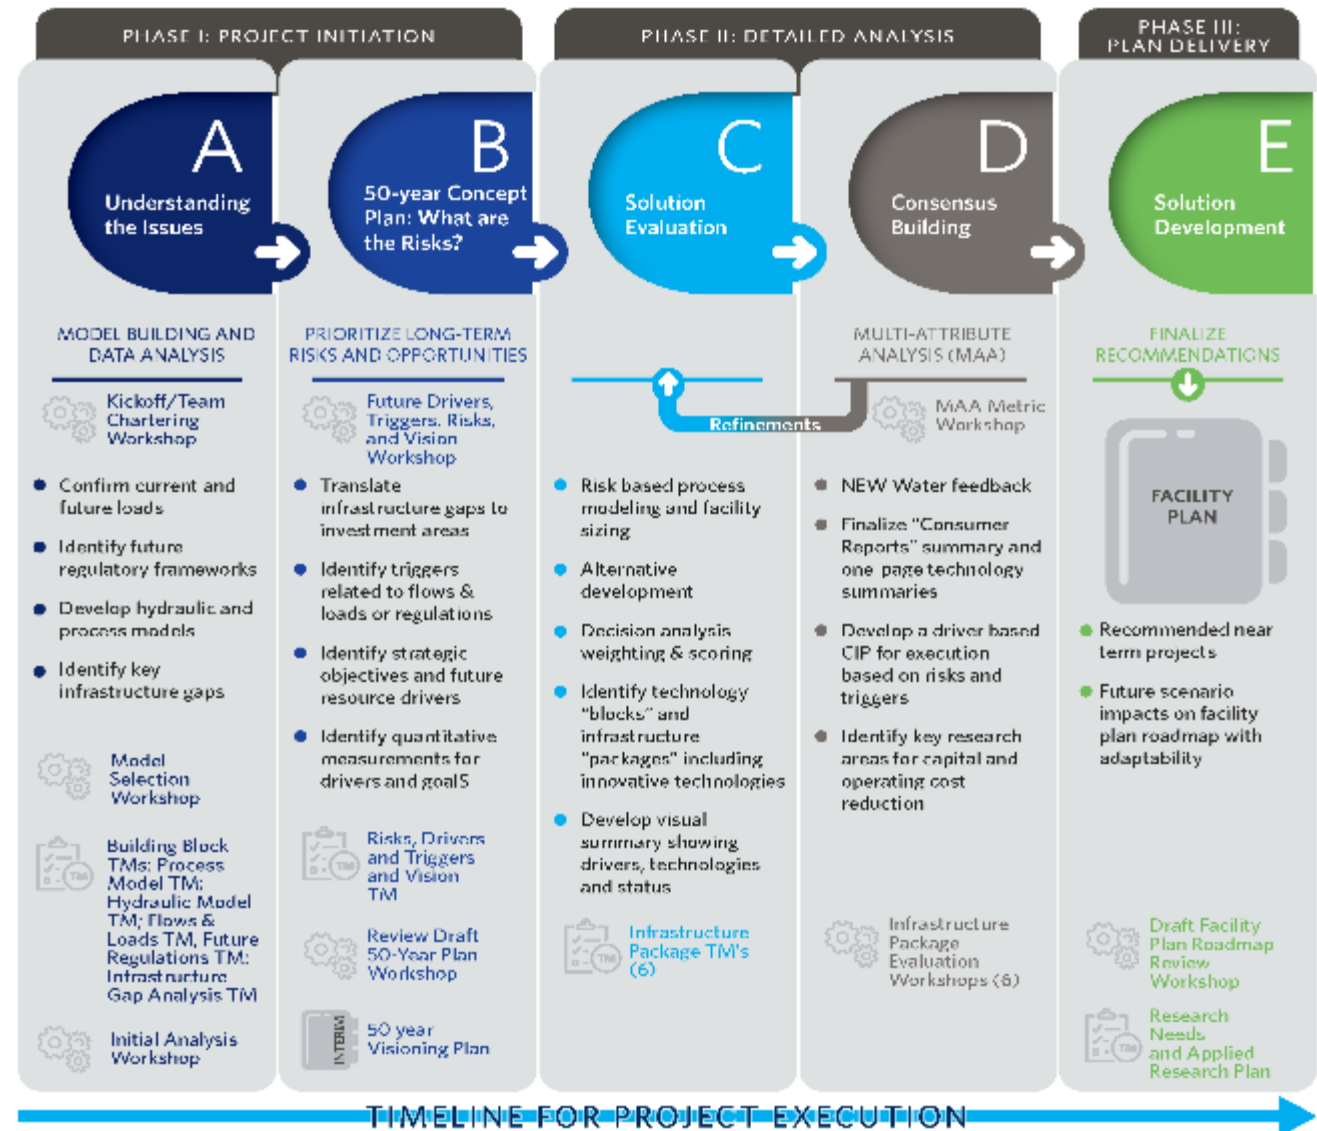 PHASE I: PROJECT INITIATION
PHASE II: DETAILED ANALYSIS
PHASE III:
PLAN DELIVERY
A
Understanding
the Issues
B
50-year Concept
Plan: What are
the Risks?
C
Solution
Evaluation
D
Consensus
Building
E
Solution
Development
MODEL BUILDING AND
DATA ANALYSIS
Kickoff/Team
Chartering
Workshop
Confirm current and
future loads
Identify future
regulatory frameworks
Develop hydraulic and
process models
Identify key
infrastructure gaps
Model
Selection
Workshop
Building Block
TMs: Process
Model TM;
Hydraulic Model
TM; Flows &
Loads TM, Future
Regulations TM;
Infrastructure
Gap Analysis TM
Initial Analysis
Workshop
PRIORITIZE LONG-TERM
RISKS AND OPPORTUNITIES
Future Drivers,
Triggers, Risks,
and Vision
Workshop
Translate
infrastructure gaps to
investment areas
Identify triggers
related to flows &
loads or regulations
Identify strategic
objectives and future
resource drivers
Identify quantitative
measurements for
drivers and goalS
TM
Risks, Drivers
and Triggers
and Vision
TM
Review Draft
50-Year Plan
Workshop
INTERIM
50 year
Visioning Plan
Refinements
Risk based process
modeling and facility
sizing
Alternative
development
Decision analysis
weighting & scoring
Identify technology
"blocks" and
infrastructure
"packages" including
innovative technologies
Develop visual
summary showing
drivers, technologies
and status
TM
Infrastructure
Package TM's
(6)
MULTI-ATTRIBUTE
ANALYSIS (MAA)
MAA Metric
Workshop
NEW Water feedback
Finalize "Consumer
Reports" summary and
one page technology
summaries
Develop a driver based
CIP for execution
based on risks and
triggers
Identify key research
areas for capital and
operating cost
reduction
Infrastructure
Package
Evaluation
Workshops (6)
FINALIZE
RECOMMENDATIONS
FACILITY
PLAN
Recommended near
term projects
Future scenario
impacts on facility
plan roadmap with
adaptability
Draft Facility
Plan Roadmap
Review
Workshop
TM
Research
Needs
and Applied
Research Plan
TIMELINE FOR PROJECT EXECUTION